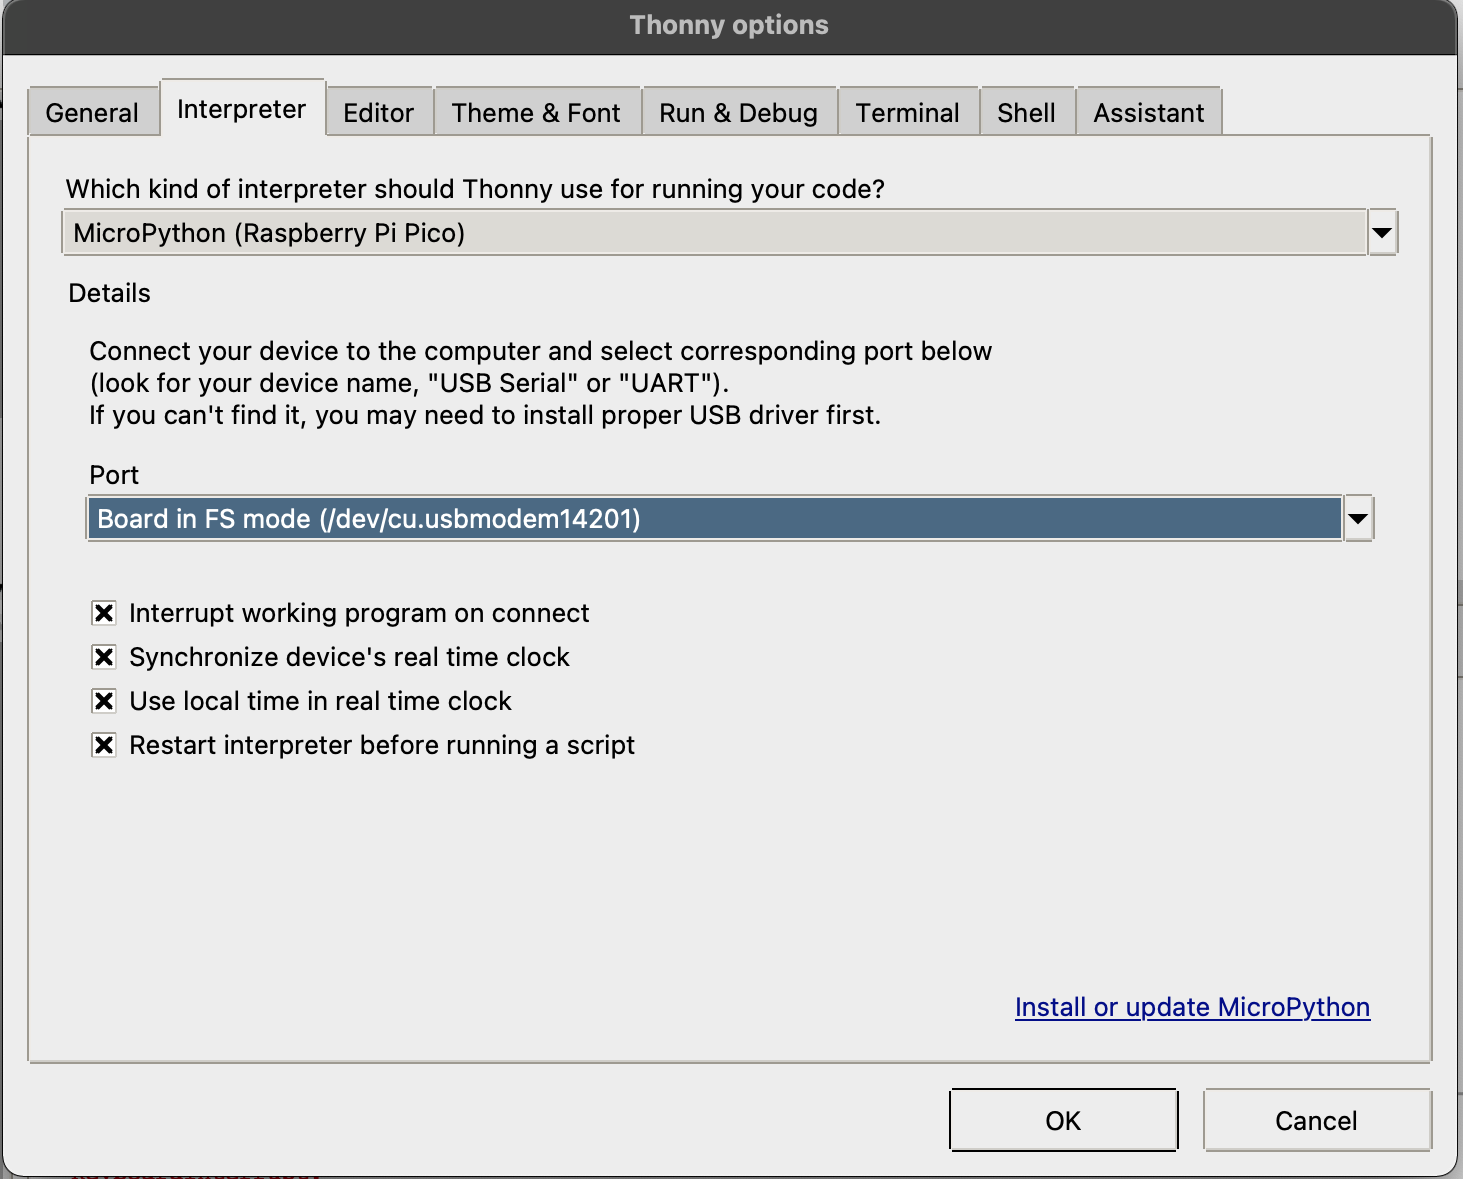 Thonny options
General
Interpreter
Editor
Theme & Font
Run & Debug
Terminal
Shell
Assistant
Which kind of interpreter should Thonny use for running your code?
MicroPython (Raspberry Pi Pico)
Details
Connect your device to the computer and select corresponding port below
(look for your device name, "USB Serial" or "UART").
If you can't find it, you may need to install proper USB driver first.
Port
Board in FS mode (/dev/cu.usbmodem14201)
Interrupt working program on connect
Synchronize device's real time clock
Use local time in real time clock
Restart interpreter before running a script
Install or update MicroPython
OK
Cancel